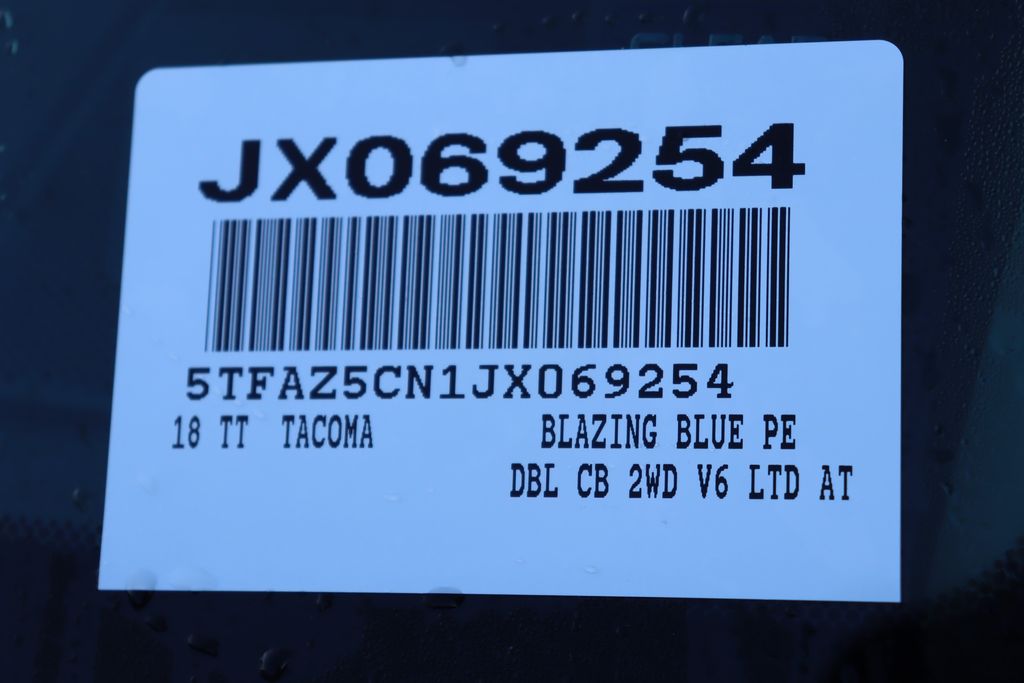 JX069254
5TFAZ5CN1JX069254
18 TT TACOMA BLAZING BLUE PE
DBL CB 2WD V6 LTD AT